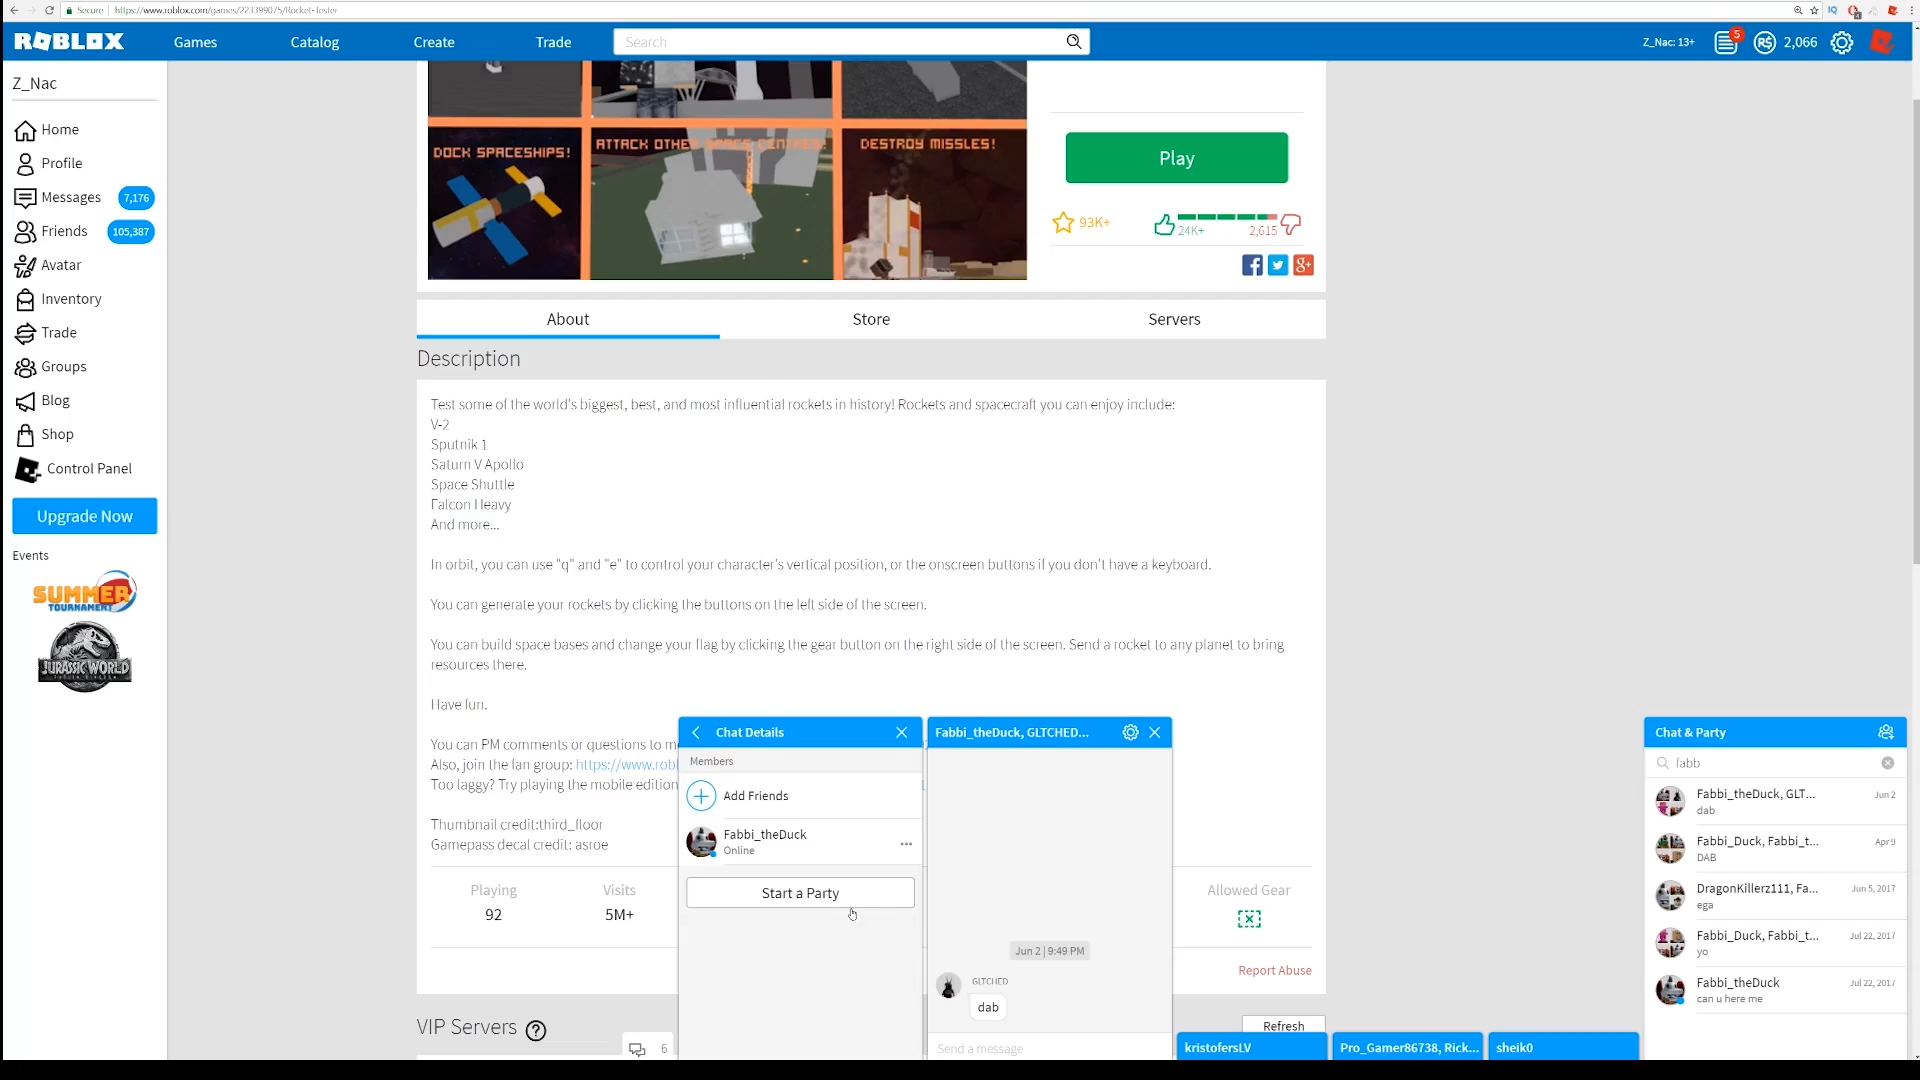 Secure https://www.roblox.com/games/223399075/Rocket-Tester
ROBLOX Games Catalog Create Trade Search Z_Nac: 13+ 5 2,066
Z_Nac
Home
Profile
Messages 7,176
Friends 105,387
Avatar
Inventory
Trade
Groups
Blog
Shop
Control Panel
Upgrade Now
Events
SUMMER
TOURNAMENT
JURASSIC WORLD
DOCK SPACESHIPS! ATTACK OTHER SPACE CENTRES! DESTROY MISSLES!
Play
93K+ 24K+ 2,615
About Store Servers
Description
Test some of the world's biggest, best, and most influential rockets in history! Rockets and spacecraft you can enjoy include:
V-2
Sputnik 1
Saturn V Apollo
Space Shuttle
Falcon Heavy
And more...
In orbit, you can use "q" and "e" to control your character's vertical position, or the onscreen buttons if you don't have a keyboard.
You can generate your rockets by clicking the buttons on the left side of the screen.
You can build space bases and change your flag by clicking the gear button on the right side of the screen. Send a rocket to any planet to bring
resources there.
Have fun.
You can PM comments or questions to m
Also, join the fan group: https://www.robl
Too laggy? Try playing the mobile edition
Thumbnail credit:third_floor
Gamepass decal credit: asroe
Playing Visits Allowed Gear
92 5M+
Report Abuse
VIP Servers ? Refresh
6
Chat Details
Members
Add Friends
Fabbi_theDuck
Online
Start a Party
Fabbi_theDuck, GLTCHED...
Jun 2 | 9:49 PM
GLTCHED
dab
Send a message
kristofersLV Pro_Gamer86738, Rick... sheik0
Chat & Party
fabb
Fabbi_theDuck, GLT... Jun 2
dab
Fabbi_Duck, Fabbi_t... Apr 9
DAB
DragonKillerz111, Fa... Jun 5, 2017
ega
Fabbi_Duck, Fabbi_t... Jul 22, 2017
yo
Fabbi_theDuck Jul 22, 2017
can u here me